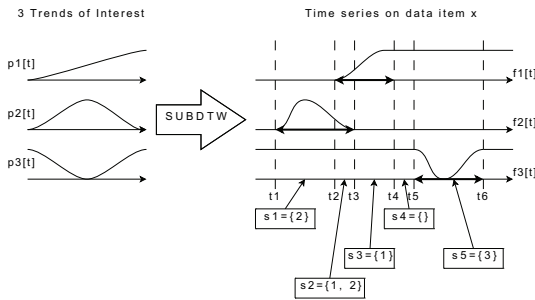 3 Trends of Interest
Time series on data item x
p1[t]
f1[t]
p2[t]
SUBDTW
f2[t]
p3[t]
f3[t]
t1
t2
t3
t4
t5
t6
s1={2}
s4={}
s3={1}
s5={3}
s2={1, 2}